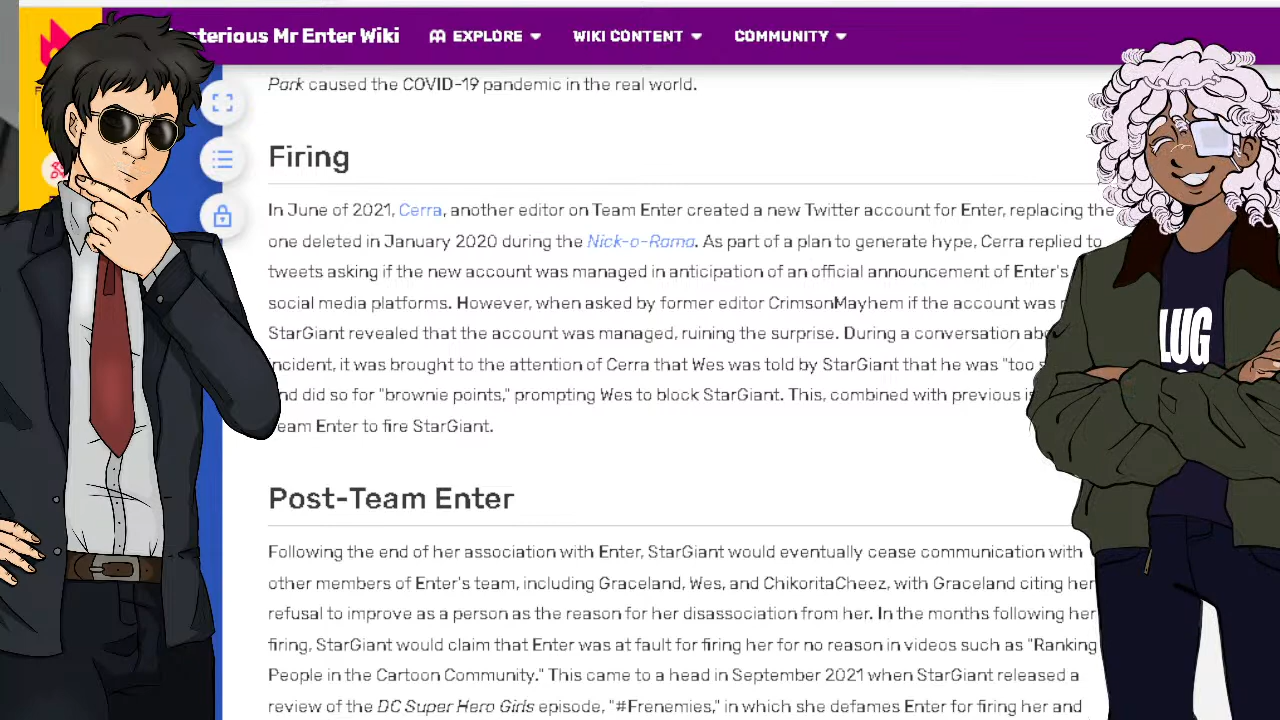 sterious Mr Enter Wiki EXPLORE WIKI CONTENT COMMUNITY
Park caused the COVID-19 pandemic in the real world.
Firing
In June of 2021, Cerra, another editor on Team Enter created a new Twitter account for Enter, replacing the
one deleted in January 2020 during the Nick-o-Rama. As part of a plan to generate hype, Cerra replied to
tweets asking if the new account was managed in anticipation of an official announcement of Enter's
social media platforms. However, when asked by former editor CrimsonMayhem if the account was
StarGiant revealed that the account was managed, ruining the surprise. During a conversation
incident, it was brought to the attention of Cerra that Wes was told by StarGiant that he was "too
and did so for "brownie points," prompting Wes to block StarGiant. This, combined with previous
Team Enter to fire StarGiant.
LUG
Post-Team Enter
Following the end of her association with Enter, StarGiant would eventually cease communication with
other members of Enter's team, including Graceland, Wes, and ChikoritaCheez, with Graceland citing her
refusal to improve as a person as the reason for her disassociation from her. In the months following her
firing, StarGiant would claim that Enter was at fault for firing her for no reason in videos such as "Ranking
People in the Cartoon Community." This came to a head in September 2021 when StarGiant released a
review of the DC Super Hero Girls episode, "#Frenemies," in which she defames Enter for firing her and